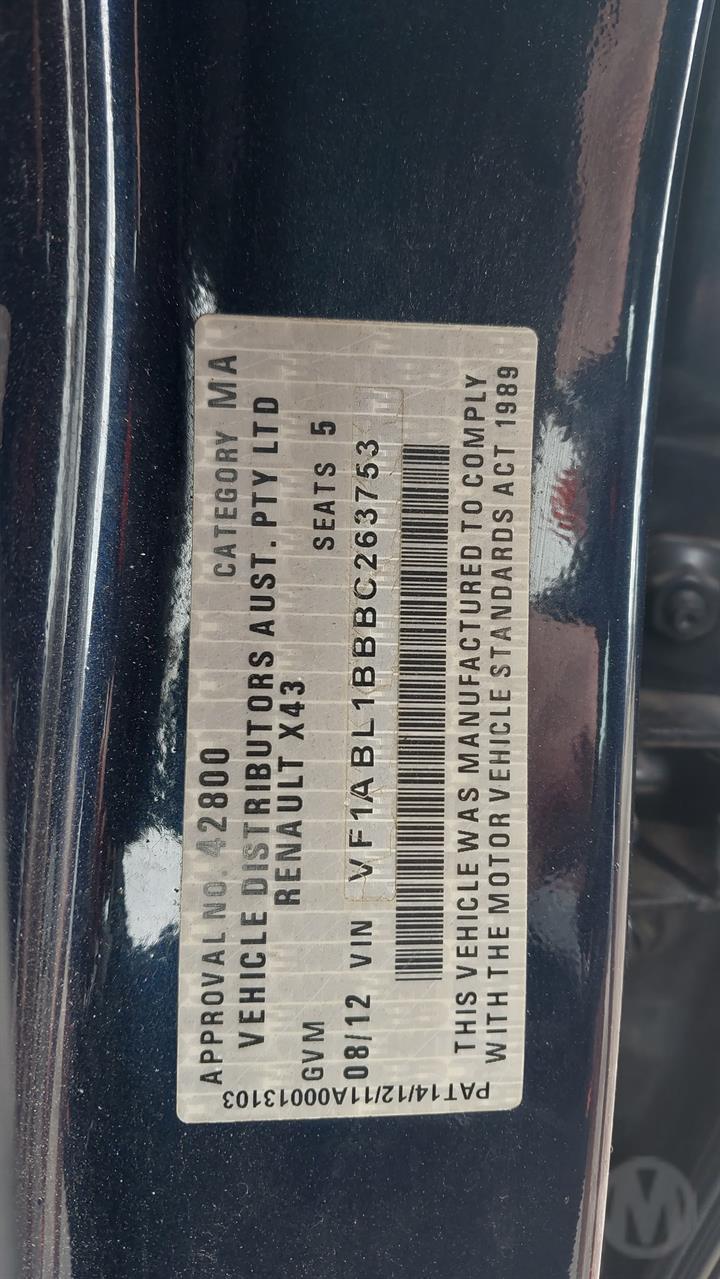 APPROVAL NO. 42800 CATEGORY MA
VEHICLE DISTRIBUTORS AUST. PTY LTD
RENAULT X43
GVM SEATS 5
08/12 VIN VF1ABL1BBBC263753
THIS VEHICLE WAS MANUFACTURED TO COMPLY
WITH THE MOTOR VEHICLE STANDARDS ACT 1989
PAT14/12/11A00013103
M